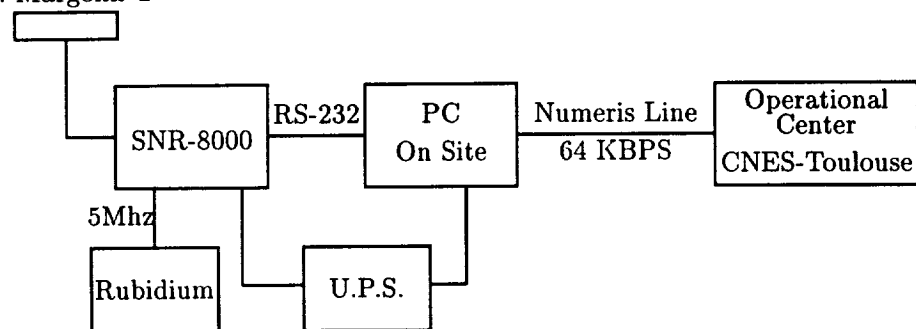 RS-232
SNR-8000
PC
On Site
Numeris Line
64 KBPS
Operational
Center
CNES-Toulouse
5Mhz
Rubidium
U.P.S.